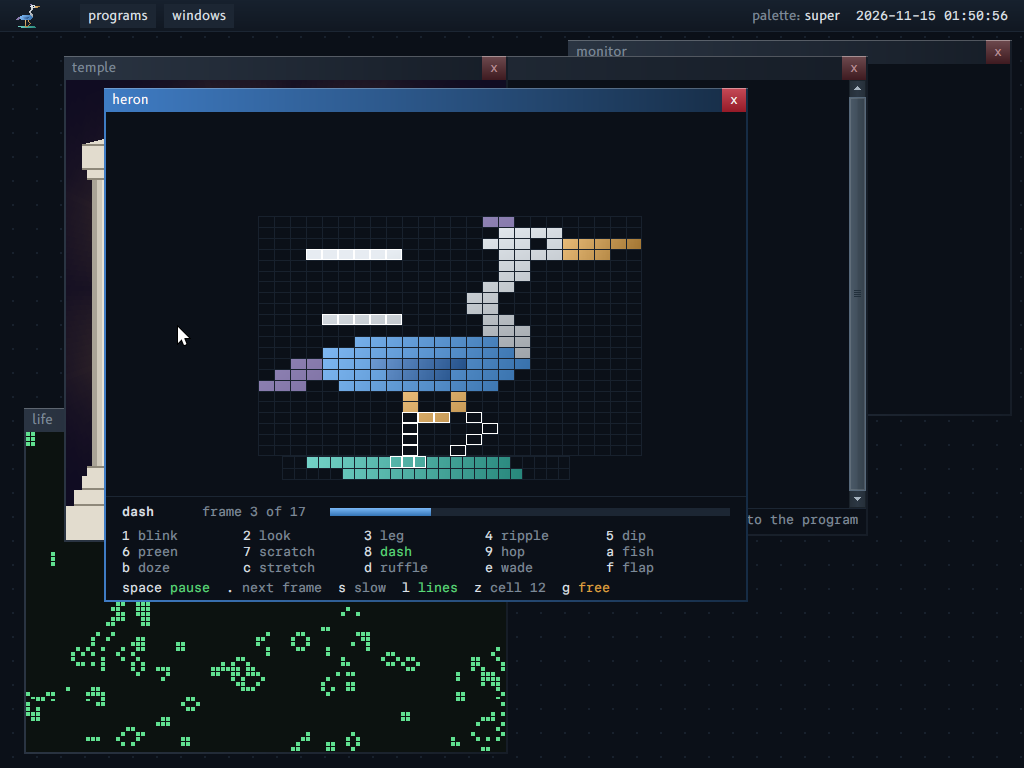 programs windows palette: super 2026-11-15 01:50:56
monitor x
temple x x
heron x
life
to the program
dash frame 3 of 17
1 blink 2 look 3 leg 4 ripple 5 dip
6 preen 7 scratch 8 dash 9 hop a fish
b doze c stretch d ruffle e wade f flap
space pause . next frame s slow l lines z cell 12 g free